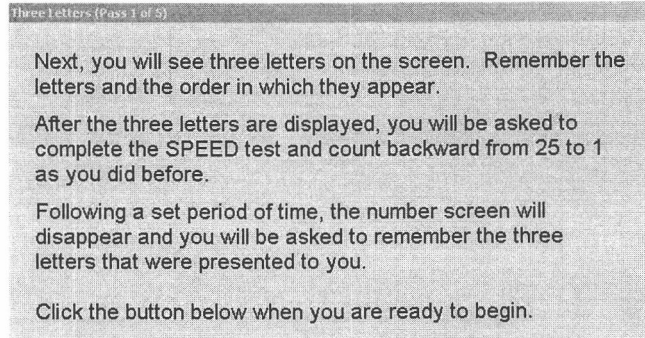 Three Letters (Pass 1 of 5)
Next, you will see three letters on the screen. Remember the
letters and the order in which they appear.
After the three letters are displayed, you will be asked to
complete the SPEED test and count backward from 25 to 1
as you did before.
Following a set period of time, the number screen will
disappear and you will be asked to remember the three
letters that were presented to you.
Click the button below when you are ready to begin.